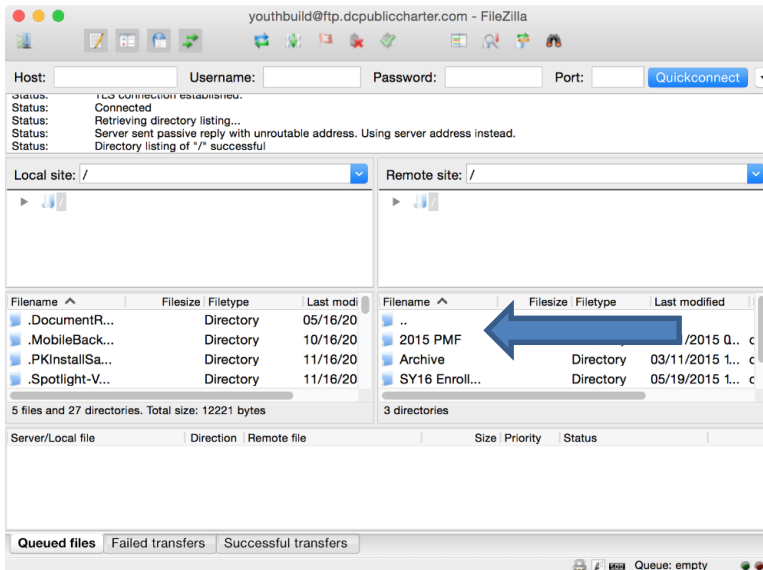 youthbuild@ftp.dcpubliccharter.com - FileZilla
Host: Username: Password: Port: Quickconnect
Status: TLS connection established.
Status: Connected
Status: Retrieving directory listing...
Status: Server sent passive reply with unroutable address. Using server address instead.
Status: Directory listing of "/" successful
Local site: / Remote site: /
/ /
Filename Filesize Filetype Last modi Filename Filesize Filetype Last modified
.DocumentR... Directory 05/16/20 ..
.MobileBack... Directory 10/16/20 2015 PMF /2015
.PKInstallSa... Directory 11/16/20 Archive Directory 03/11/2015 1...
.Spotlight-V... Directory 11/16/20 SY16 Enroll... Directory 05/19/2015 1...
5 files and 27 directories. Total size: 12221 bytes 3 directories
Server/Local file Direction Remote file Size Priority Status
Queued files Failed transfers Successful transfers
Queue: empty